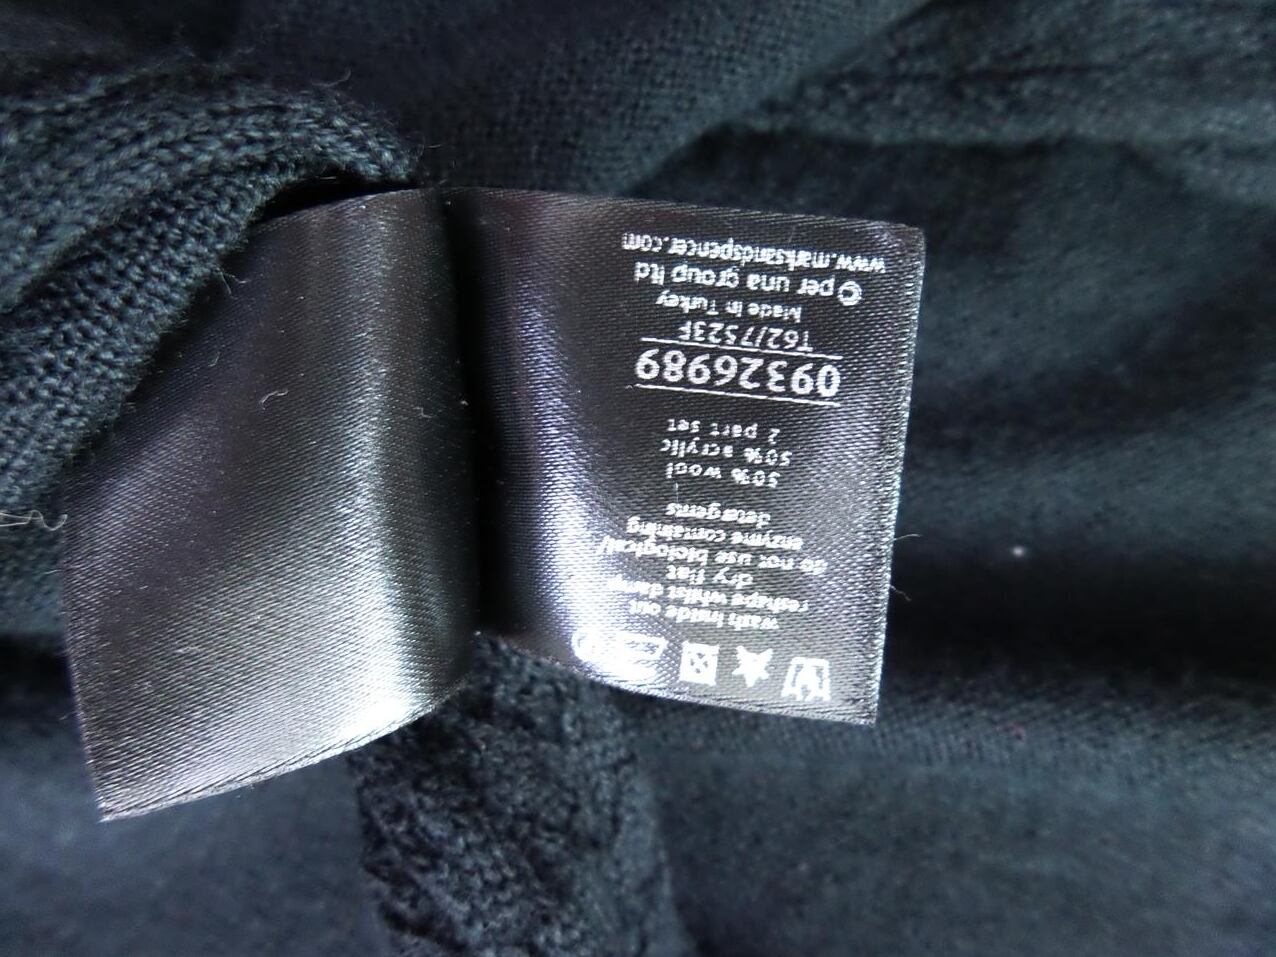 wash inside out
reshape whilst damp
dry flat
do not use biological/
enzyme containing
detergents
50% wool
50% acrylic
2 part set
09326989
T62/7523F
Made in Turkey
© per una group ltd
www.marksandspencer.com